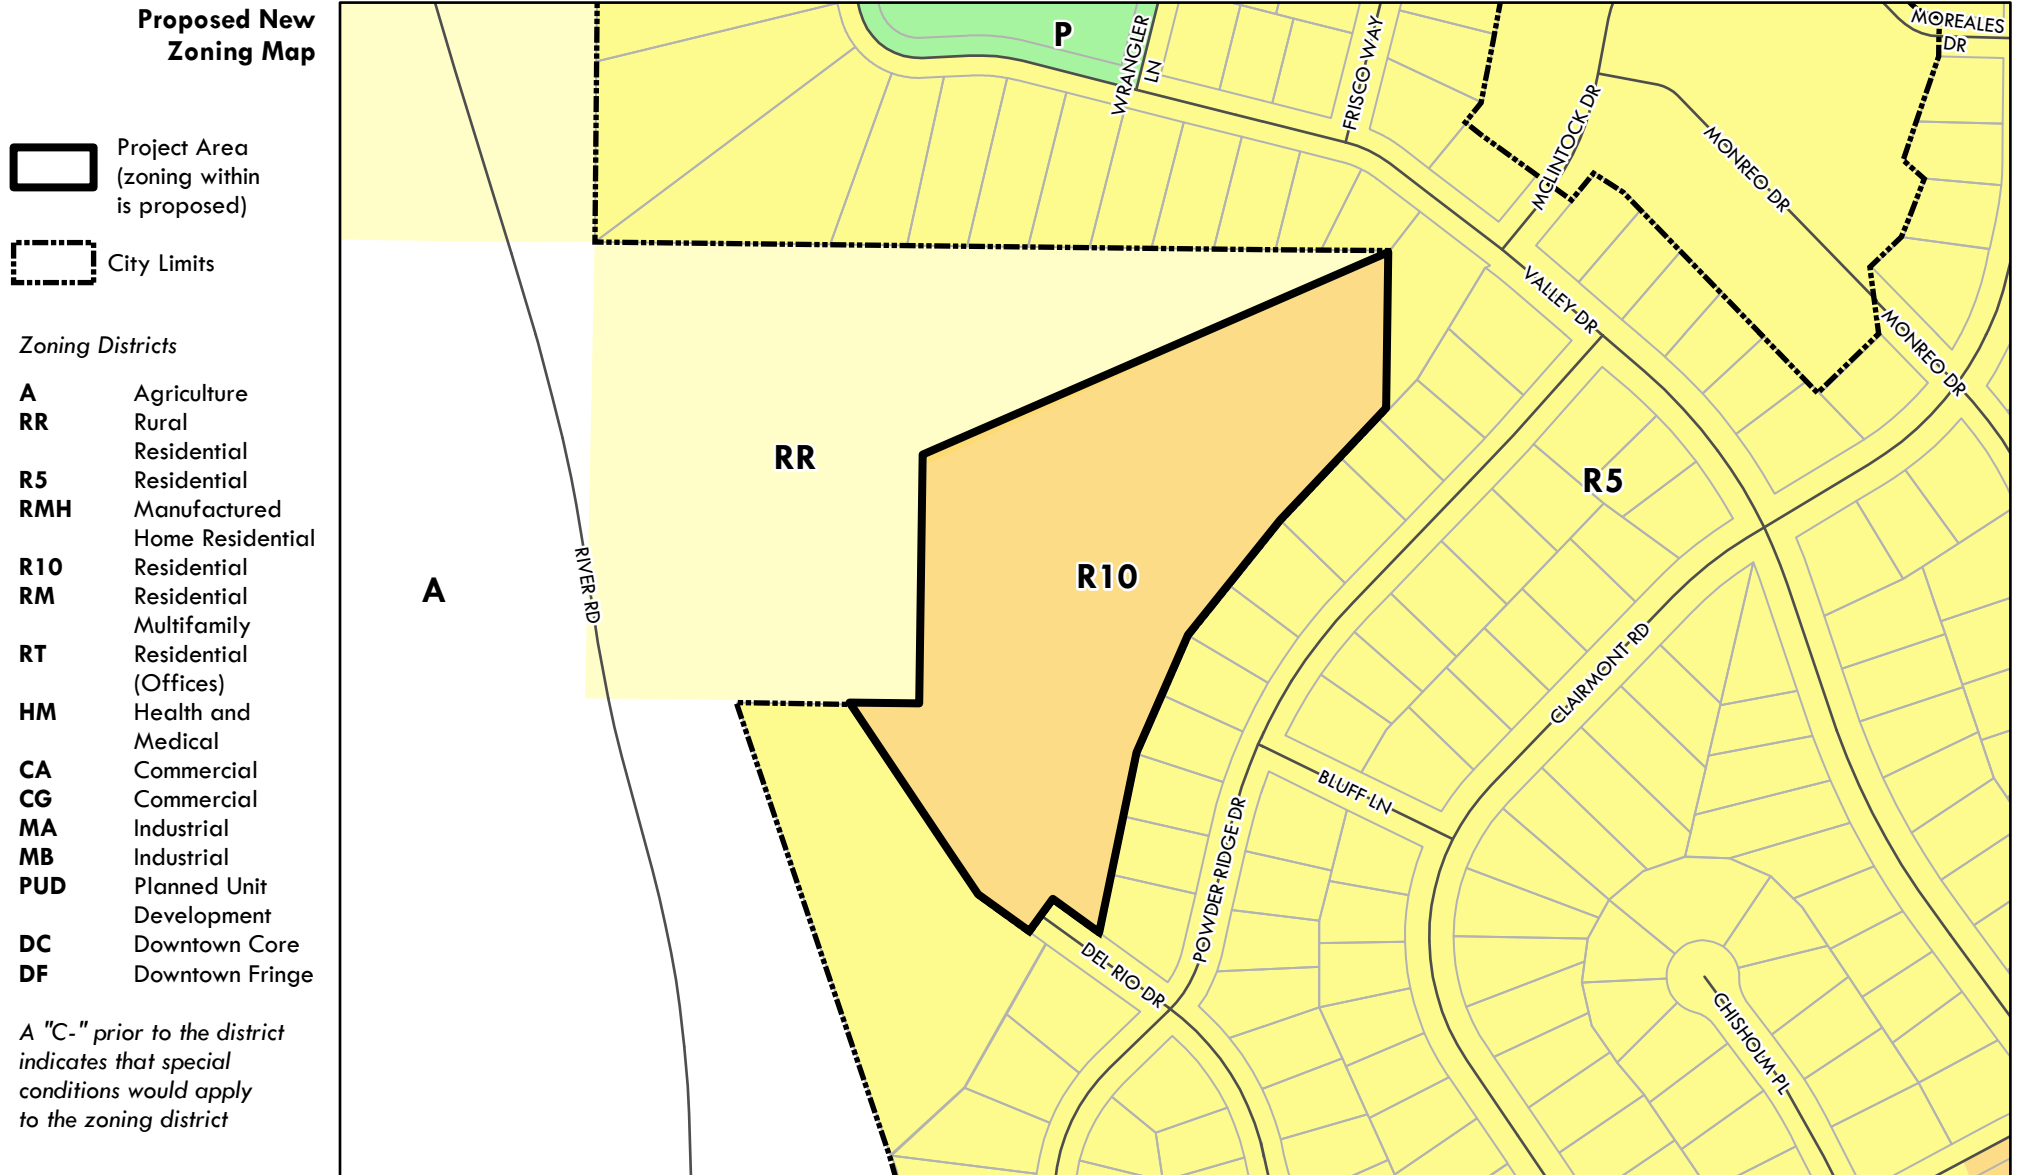 Proposed New
Zoning Map
Project Area
(zoning within
is proposed)
City Limits
Zoning Districts
A Agriculture
RR Rural
Residential
R5 Residential
RMH Manufactured
Home Residential
R10 Residential
RM Residential
Multifamily
RT Residential
(Offices)
HM Health and
Medical
CA Commercial
CG Commercial
MA Industrial
MB Industrial
PUD Planned Unit
Development
DC Downtown Core
DF Downtown Fringe
A "C-" prior to the district
indicates that special
conditions would apply
to the zoning district
P
WRANGLER
LN
FRISCO WAY
MCLINTOCK DR
MOREALES
DR
MONREO DR
VALLEY DR
MONREO DR
RR
R5
R10
A
RIVER RD
CLAIRMONT RD
BLUFF LN
POWDER RIDGE DR
DEL RIO DR
CHISHOLM PL